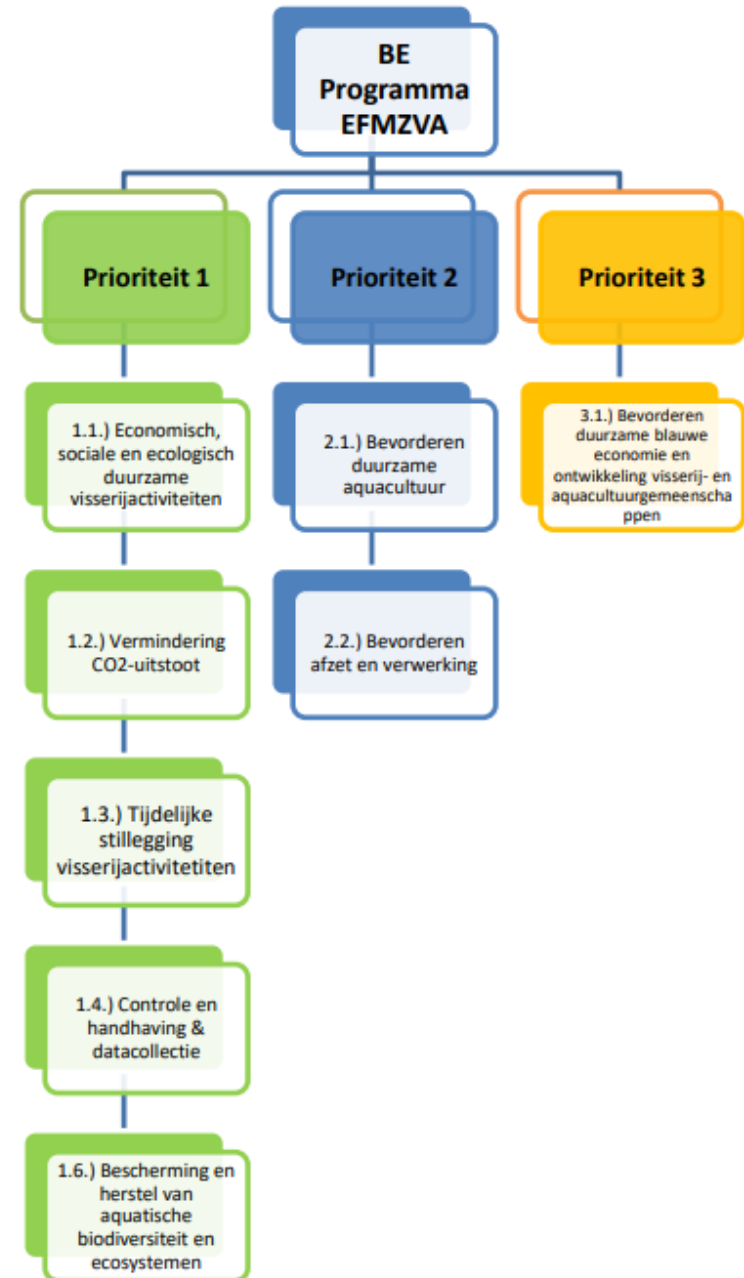 BE
Programma
EFMZVA
Prioriteit 1
Prioriteit 2
Prioriteit 3
1.1.) Economisch,
sociale en ecologisch
duurzame
visserijactiviteiten
2.1.) Bevorderen
duurzame
aquacultuur
3.1.) Bevorderen
duurzame blauwe
economie en
ontwikkeling visserij- en
aquacultuurgemeenscha
ppen
1.2.) Vermindering
CO2-uitstoot
2.2.) Bevorderen
afzet en verwerking
1.3.) Tijdelijke
stillegging
visserijactivitetiten
1.4.) Controle en
handhaving &
datacollectie
1.6.) Bescherming en
herstel van
aquatische
biodiversiteit en
ecosystemen